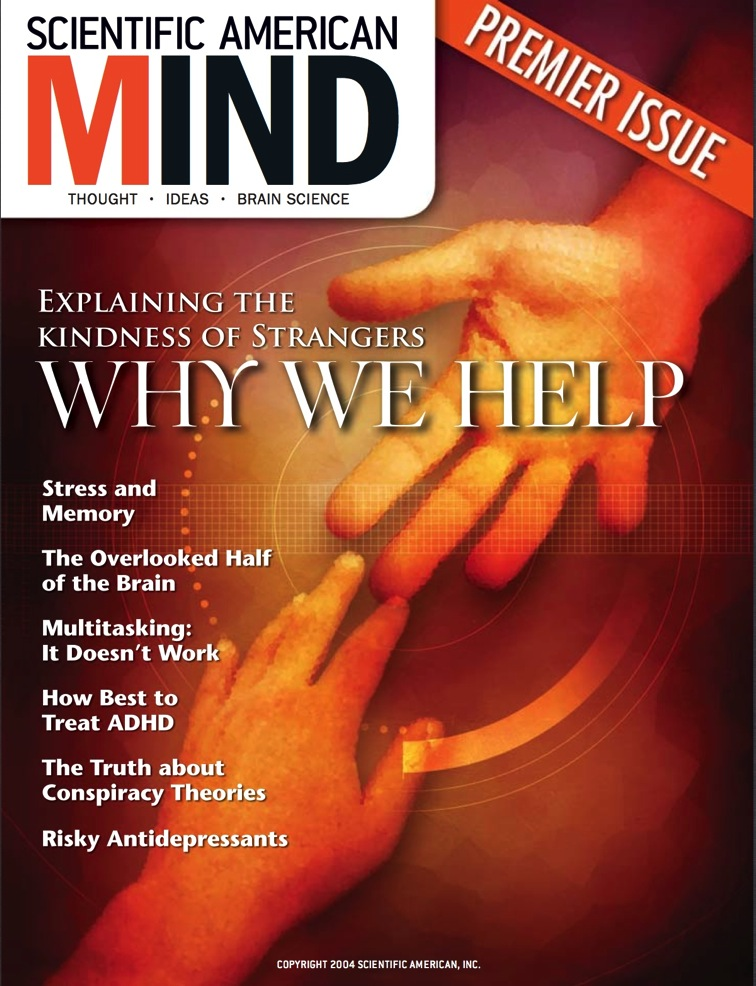 SCIENTIFIC AMERICAN
MIND
THOUGHT · IDEAS · BRAIN SCIENCE
PREMIER ISSUE
EXPLAINING THE
KINDNESS OF STRANGERS
WHY WE HELP
Stress and
Memory
The Overlooked Half
of the Brain
Multitasking:
It Doesn't Work
How Best to
Treat ADHD
The Truth about
Conspiracy Theories
Risky Antidepressants
COPYRIGHT 2004 SCIENTIFIC AMERICAN, INC.